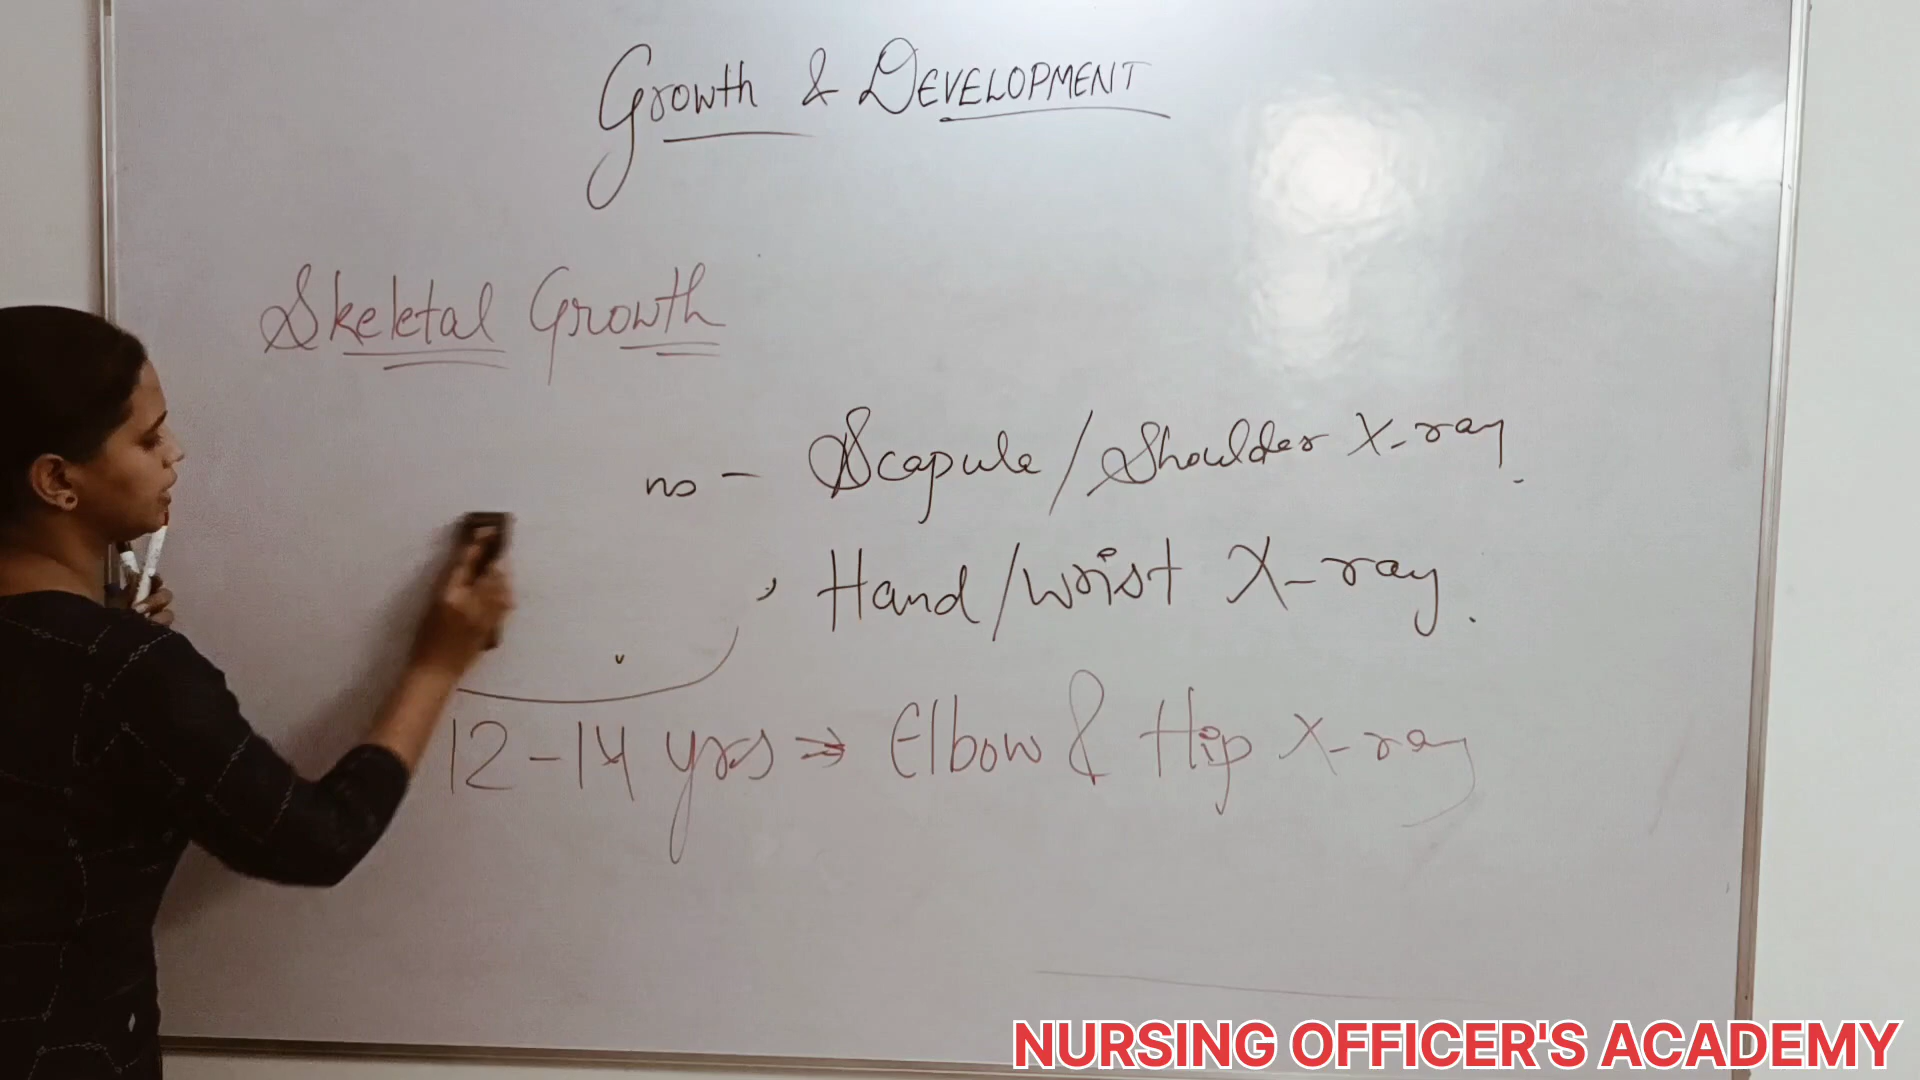 Growth & DEVELOPMENT
Skeletal Growth
no - Scapula/Shoulder X-ray.
Hand/wrist X-ray.
12-14 yrs ⇒ Elbow & Hip X-ray
NURSING OFFICER'S ACADEMY